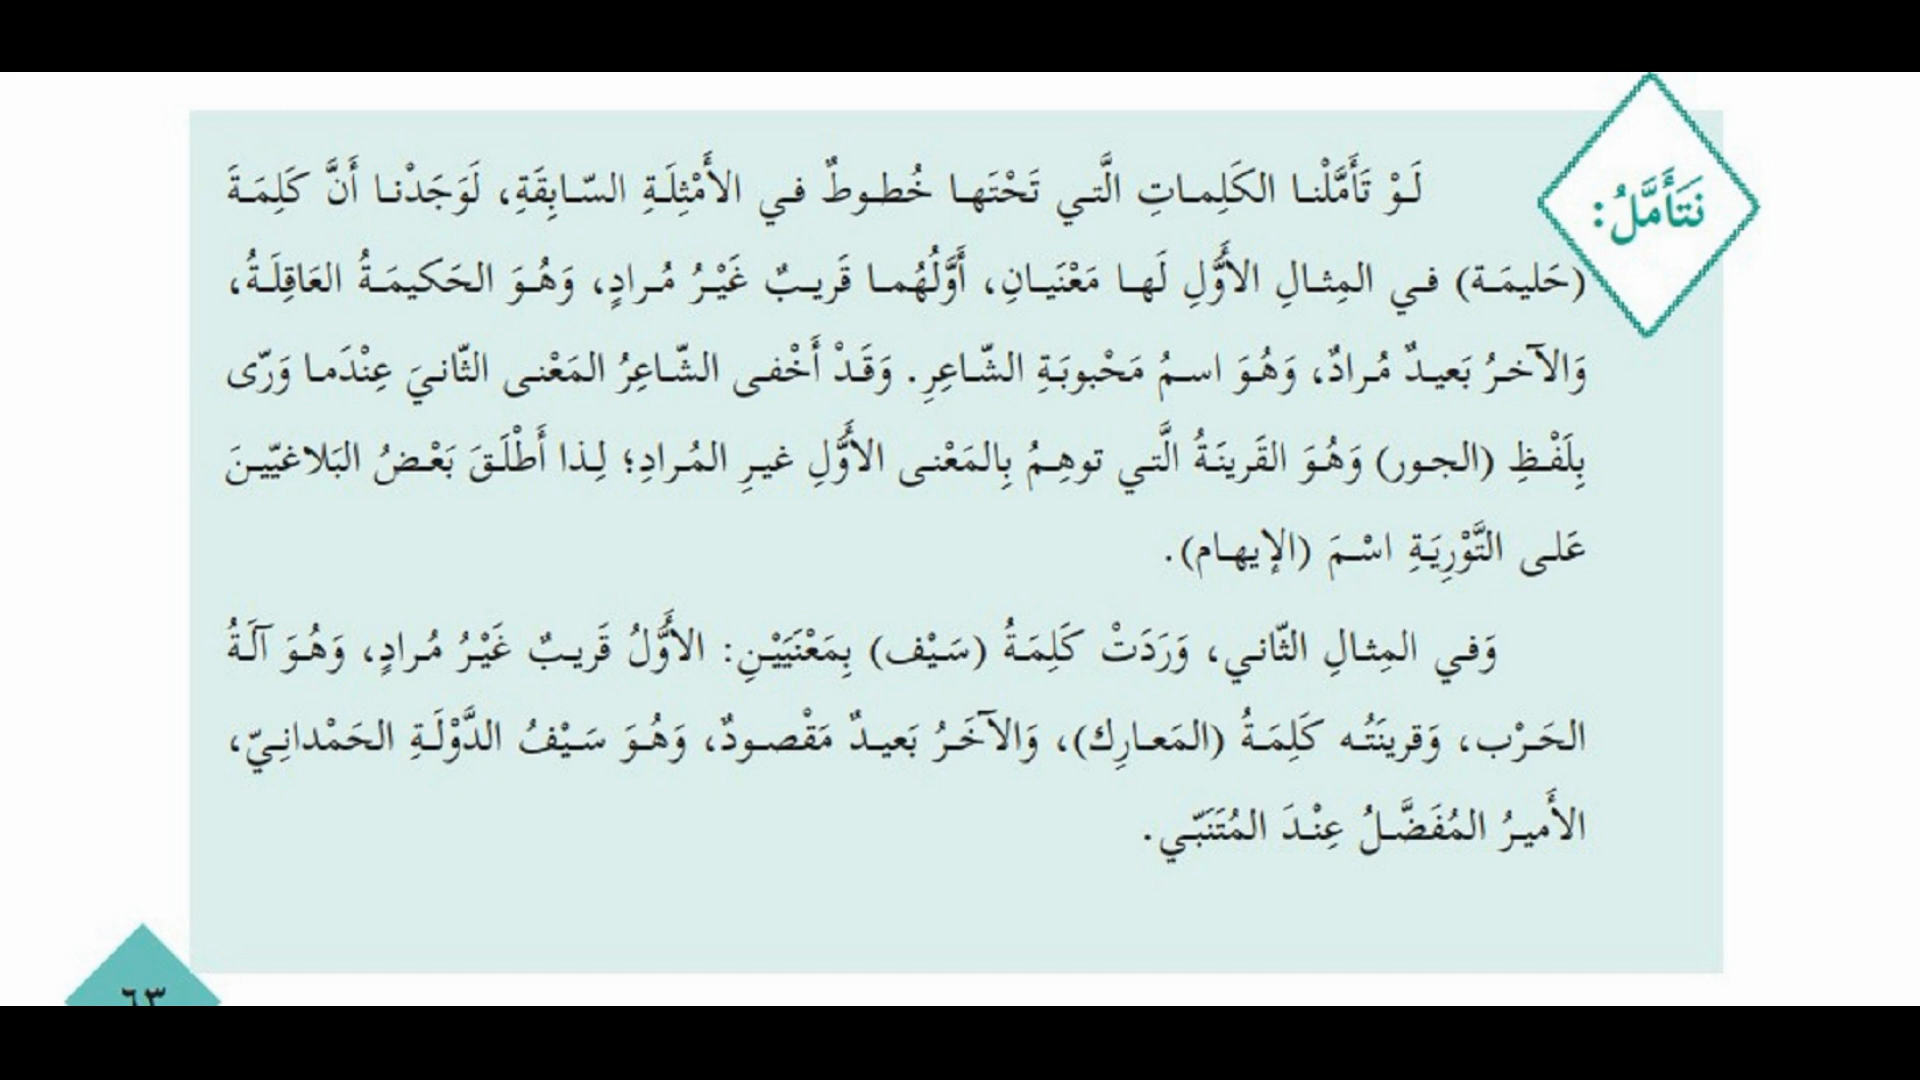 نَتَأَمَّلُ:
لَوْ تَأَمَّلْنا الكَلِماتِ الَّتي تَحْتَها خُطوطٌ في الأَمْثِلَةِ السّابِقَةِ، لَوَجَدْنا أَنَّ كَلِمَةَ
(حَليمَة) في المِثالِ الأَوَّلِ لَها مَعْنَيانِ، أَوَّلُهُما قَريبٌ غَيْرُ مُرادٍ، وَهُوَ الحَكيمَةُ العَاقِلَةُ،
وَالآخرُ بَعيدٌ مُرادٌ، وَهُوَ اسمُ مَحْبوبَةِ الشّاعِرِ. وَقَدْ أَخْفى الشّاعِرُ المَعْنى الثّانيَ عِنْدَما وَرّى
بِلَفْظِ (الجور) وَهُوَ القَرينَةُ الَّتي توهِمُ بِالمَعْنى الأَوَّلِ غيرِ المُرادِ؛ لِذا أَطْلَقَ بَعْضُ البَلاغيّينَ
عَلى التَّوْرِيَةِ اسْمَ (الإيهام).
وَفي المِثالِ الثّاني، وَرَدَتْ كَلِمَةُ (سَيْف) بِمَعْنَيَيْنِ: الأَوَّلُ قَريبٌ غَيْرُ مُرادٍ، وَهُوَ آلَةُ
الحَرْب، وَقرينَتُه كَلِمَةُ (المَعارِك)، وَالآخَرُ بَعيدٌ مَقْصودٌ، وَهُوَ سَيْفُ الدَّوْلَةِ الحَمْدانِيّ،
الأَميرُ المُفَضَّلُ عِنْدَ المُتَنَبّي.
٦٣